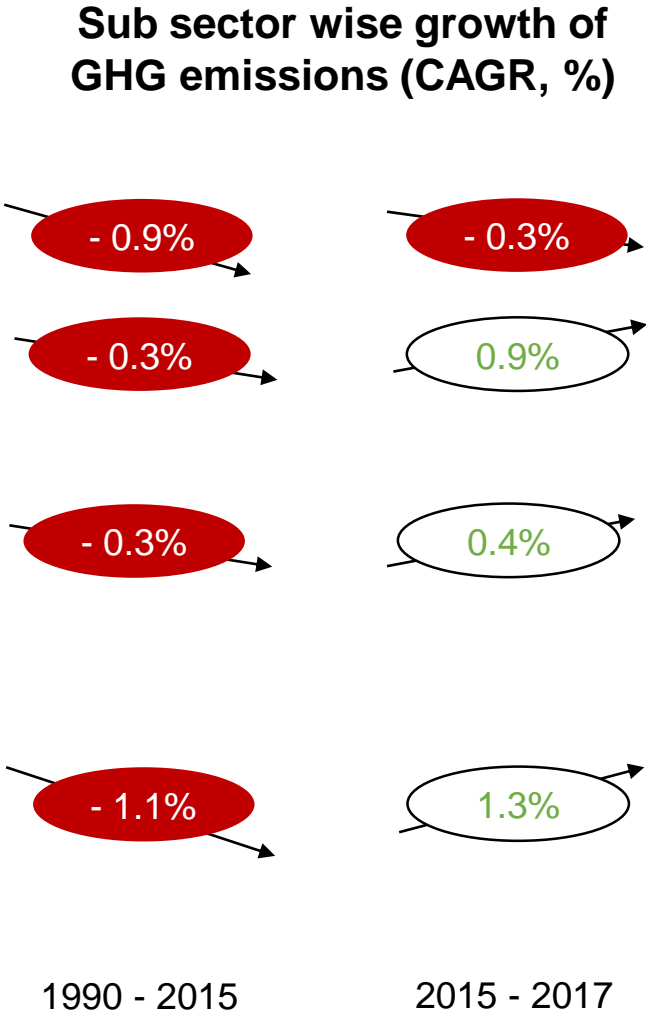 Sub sector wise growth of
GHG emissions (CAGR, %)
- 0.9%
- 0.3%
- 0.3%
0.9%
- 0.3%
0.4%
- 1.1%
1.3%
1990 - 2015
2015 - 2017